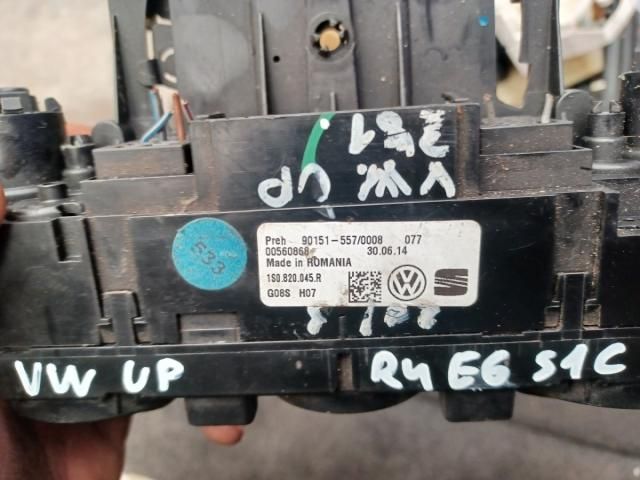 VW. UP
533
Preh 90151-557/0008 077
00560868 30.06.14
Made in ROMANIA
1S0.820.045.R
G08S H07
VW UP R4 E6 S1C